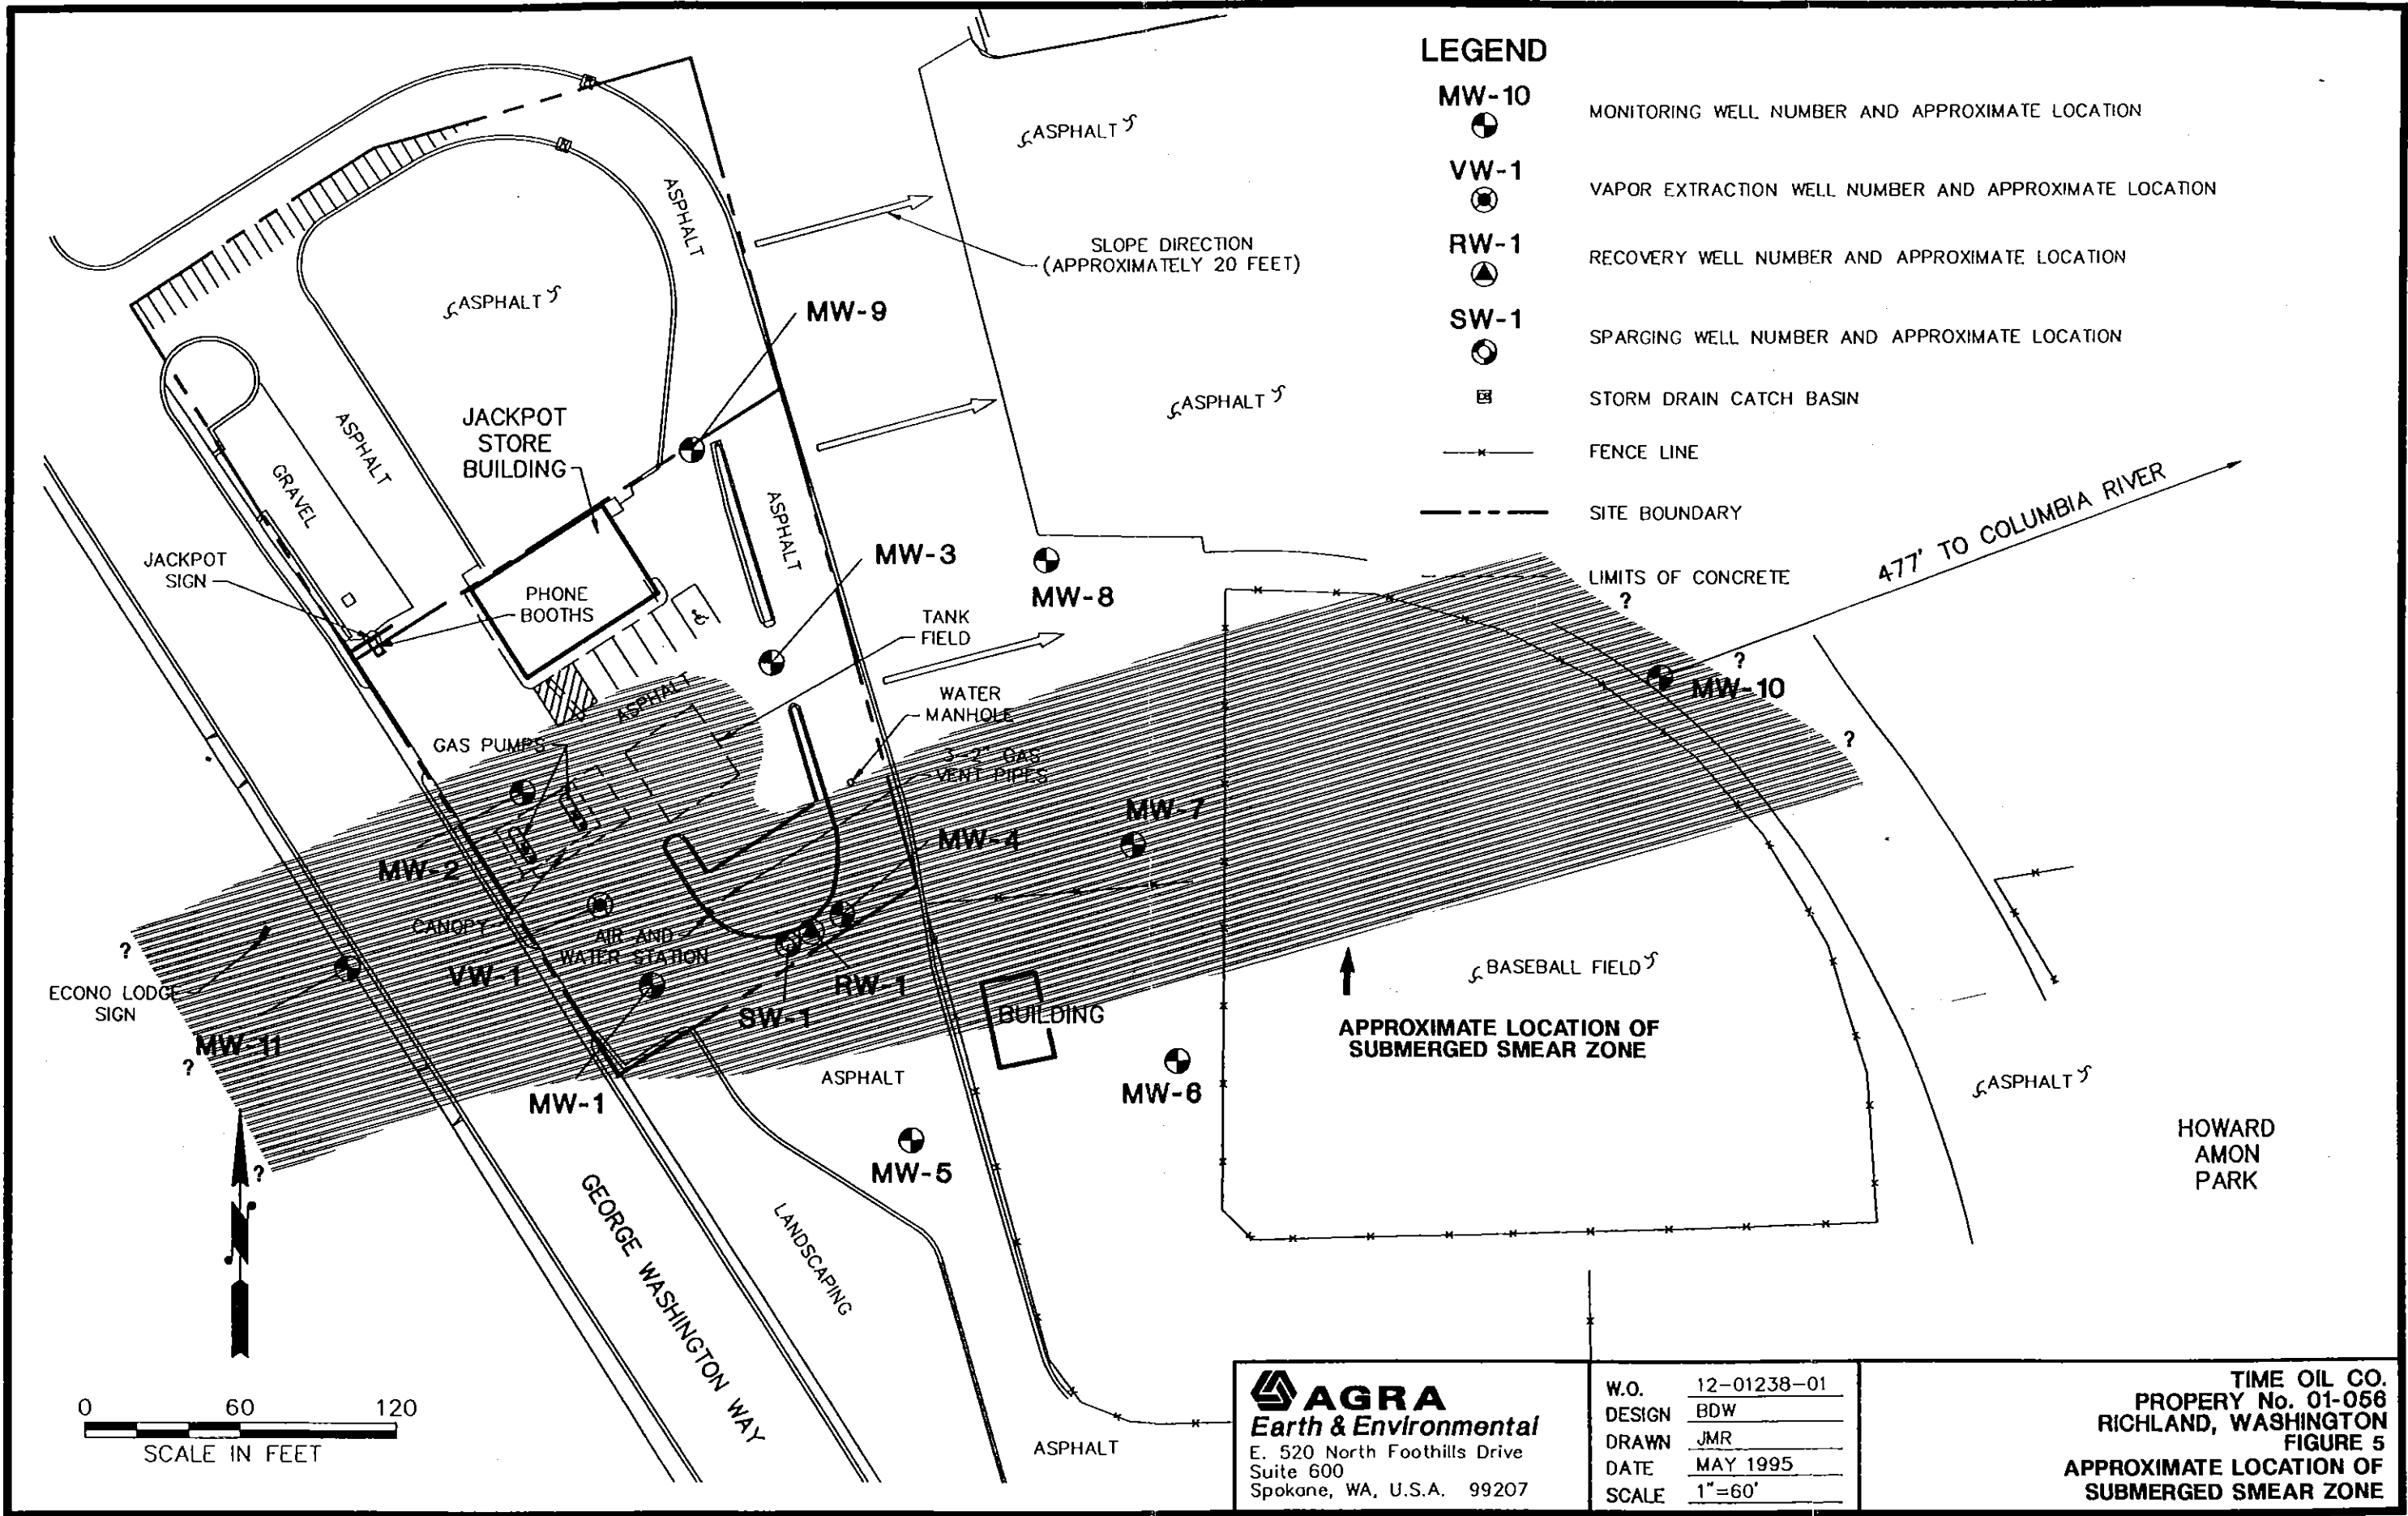 LEGEND
MW-10
MONITORING WELL NUMBER AND APPROXIMATE LOCATION
VW-1
VAPOR EXTRACTION WELL NUMBER AND APPROXIMATE LOCATION
RW-1
RECOVERY WELL NUMBER AND APPROXIMATE LOCATION
SW-1
SPARGING WELL NUMBER AND APPROXIMATE LOCATION
STORM DRAIN CATCH BASIN
FENCE LINE
SITE BOUNDARY
LIMITS OF CONCRETE
ASPHALT
ASPHALT
SLOPE DIRECTION
(APPROXIMATELY 20 FEET)
ASPHALT
MW-9
ASPHALT
JACKPOT
STORE
BUILDING
ASPHALT
GRAVEL
ASPHALT
477' TO COLUMBIA RIVER
JACKPOT
SIGN
PHONE
BOOTHS
MW-3
MW-8
TANK
FIELD
?
?
MW-10
ASPHALT
WATER
MANHOLE
GAS PUMPS
3-2" GAS
VENT PIPES
?
MW-7
MW-4
MW-2
CANOPY
AIR AND
WATER STATION
VW-1
RW-1
SW-1
?
ECONO LODGE
SIGN
MW-11
?
?
BUILDING
BASEBALL FIELD
APPROXIMATE LOCATION OF
SUBMERGED SMEAR ZONE
ASPHALT
MW-1
MW-6
MW-5
ASPHALT
HOWARD
AMON
PARK
GEORGE WASHINGTON WAY
LANDSCAPING
ASPHALT
0 60 120
SCALE IN FEET
AGRA
Earth & Environmental
E. 520 North Foothills Drive
Suite 600
Spokane, WA, U.S.A. 99207
W.O. 12-01238-01
DESIGN BDW
DRAWN JMR
DATE MAY 1995
SCALE 1"=60'
TIME OIL CO.
PROPERY No. 01-056
RICHLAND, WASHINGTON
FIGURE 5
APPROXIMATE LOCATION OF
SUBMERGED SMEAR ZONE